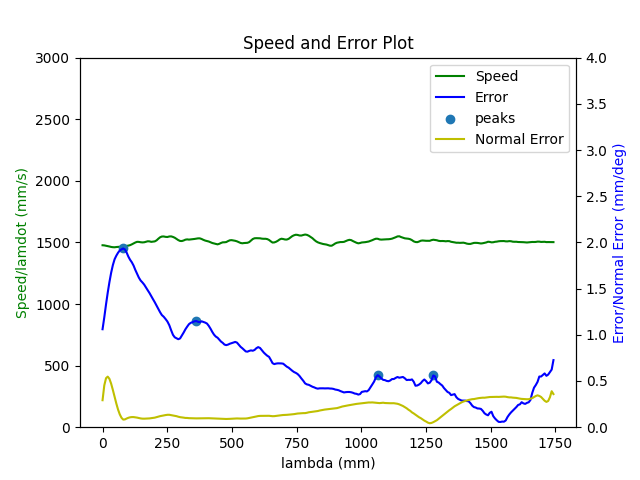 Speed and Error Plot
3000
2500
2000
1500
1000
500
0
Speed/lamdot (mm/s)
4.0
3.5
3.0
2.5
2.0
1.5
1.0
0.5
0.0
Error/Normal Error (mm/deg)
Speed
Error
peaks
Normal Error
0 250 500 750 1000 1250 1500 1750
lambda (mm)